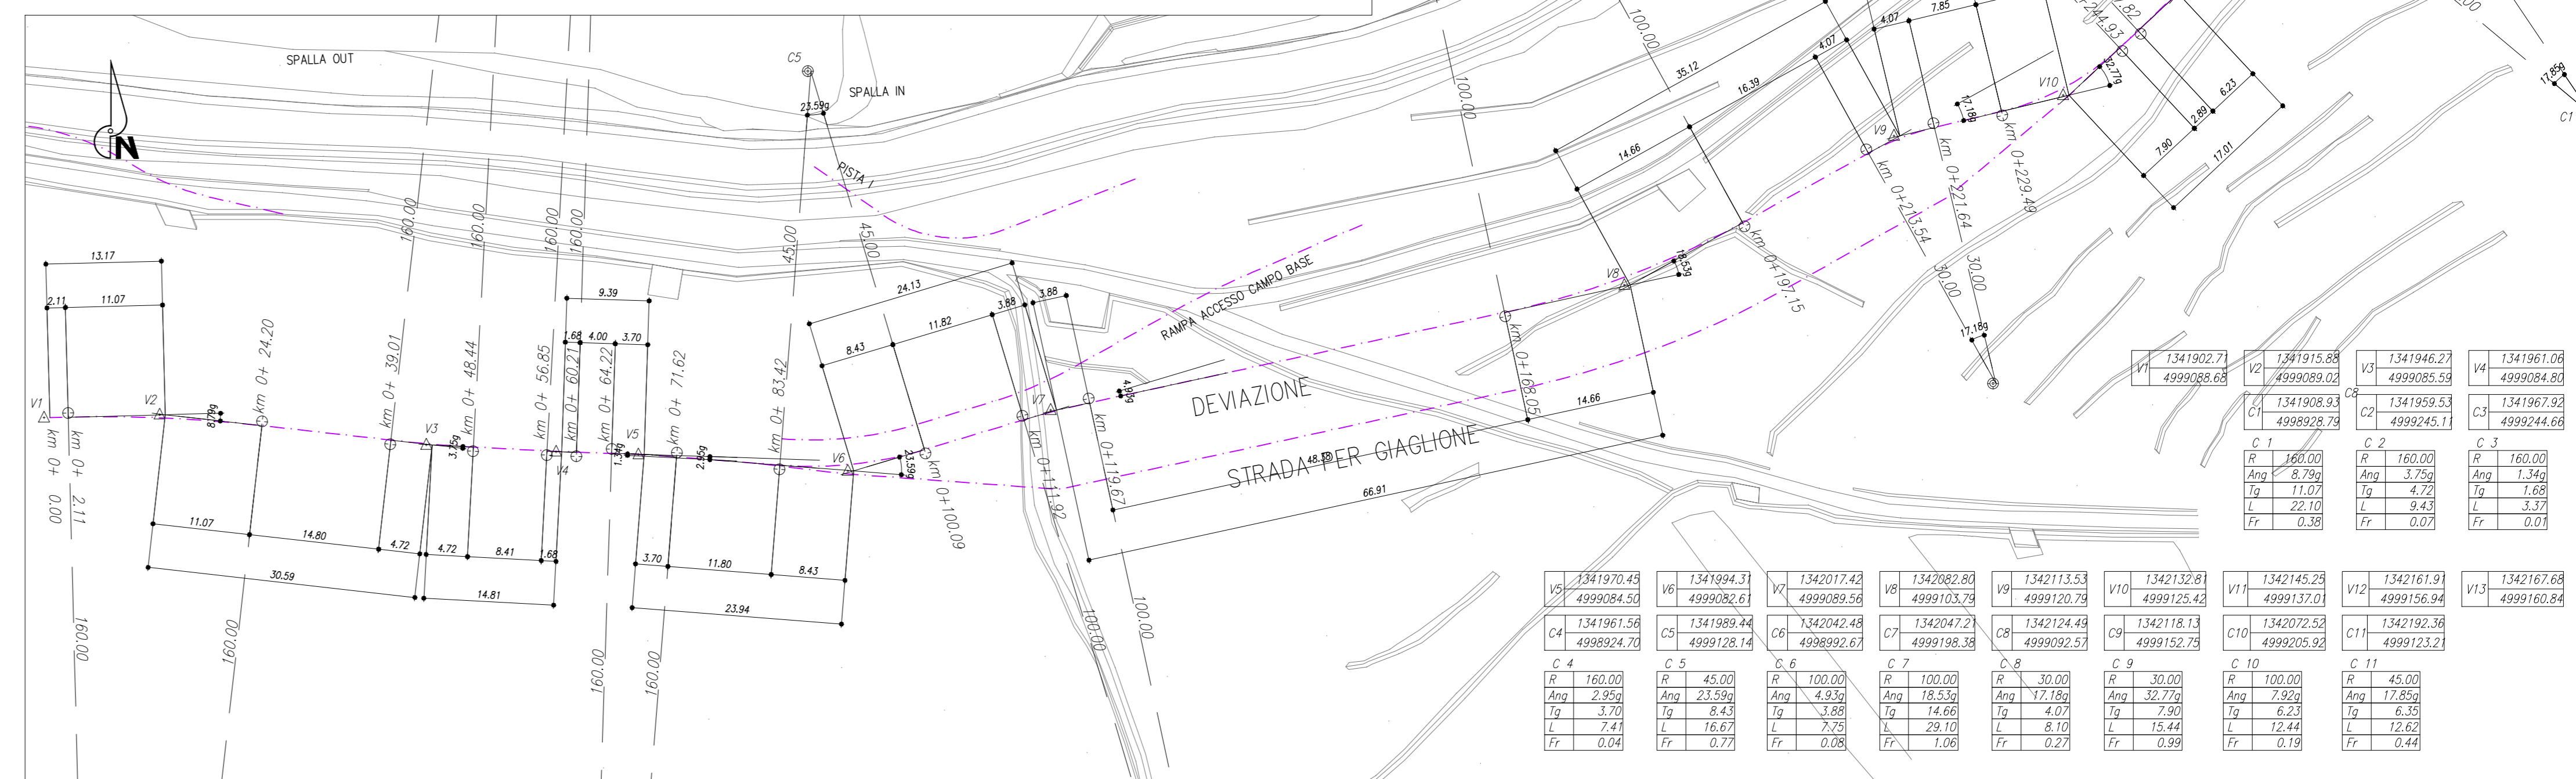 SPALLA OUT
C5
SPALLA IN
23.59g
PISTA I
N
160.00
160.00
160.00
160.00
45.00
45.00
13.17
2.11
11.07
9.39
1.68
4.00
3.70
24.13
11.82
3.88
3.88
8.43
V1
V2
8.79g
V3
3.75g
V4
1.34g
V5
2.95g
V6
23.59g
V7
4.93g
km 0+ 0.00
km 0+ 2.11
km 0+ 24.20
km 0+ 39.01
km 0+ 48.44
km 0+ 56.85
km 0+ 60.21
km 0+ 64.22
km 0+ 71.62
km 0+ 83.42
km 0+100.09
km 0+111.92
km 0+119.67
11.07
14.80
4.72
4.72
8.41
1.68
3.70
11.80
8.43
30.59
14.81
23.94
160.00
160.00
160.00
160.00
100.00
100.00
RAMPA ACCESSO CAMPO BASE
DEVIAZIONE
STRADA PER GIAGLIONE
48.38
66.91
14.66
100.00
100.00
35.12
16.39
14.66
4.07
4.07
7.85
V8
18.53g
V9
17.18g
V10
32.77g
km 0+168.05
km 0+197.15
km 0+213.54
km 0+221.64
km 0+229.49
244.93
7.90
2.89
6.23
17.01
30.00
30.00
17.18g
17.85g
C8
V1 1341902.71 4999088.68
V2 1341915.88 4999089.02
V3 1341946.27 4999085.59
V4 1341961.06 4999084.80
C1 1341908.93 4998928.79
C2 1341959.53 4999245.11
C3 1341967.92 4999244.66
C 1
R 160.00
Ang 8.79g
Tg 11.07
L 22.10
Fr 0.38
C 2
R 160.00
Ang 3.75g
Tg 4.72
L 9.43
Fr 0.07
C 3
R 160.00
Ang 1.34g
Tg 1.68
L 3.37
Fr 0.01
V5 1341970.45 4999084.50
V6 1341994.31 4999082.61
V7 1342017.42 4999089.56
V8 1342082.80 4999103.79
V9 1342113.53 4999120.79
V10 1342132.81 4999125.42
V11 1342145.25 4999137.01
V12 1342161.91 4999156.94
V13 1342167.68 4999160.84
C4 1341961.56 4998924.70
C5 1341989.44 4999128.14
C6 1342042.48 4998992.67
C7 1342047.21 4999198.38
C8 1342124.49 4999092.57
C9 1342118.13 4999152.75
C10 1342072.52 4999205.92
C11 1342192.36 4999123.21
C 4
R 160.00
Ang 2.95g
Tg 3.70
L 7.41
Fr 0.04
C 5
R 45.00
Ang 23.59g
Tg 8.43
L 16.67
Fr 0.77
C 6
R 100.00
Ang 4.93g
Tg 3.88
L 7.75
Fr 0.08
C 7
R 100.00
Ang 18.53g
Tg 14.66
L 29.10
Fr 1.06
C 8
R 30.00
Ang 17.18g
Tg 4.07
L 8.10
Fr 0.27
C 9
R 30.00
Ang 32.77g
Tg 7.90
L 15.44
Fr 0.99
C 10
R 100.00
Ang 7.92g
Tg 6.23
L 12.44
Fr 0.19
C 11
R 45.00
Ang 17.85g
Tg 6.35
L 12.62
Fr 0.44